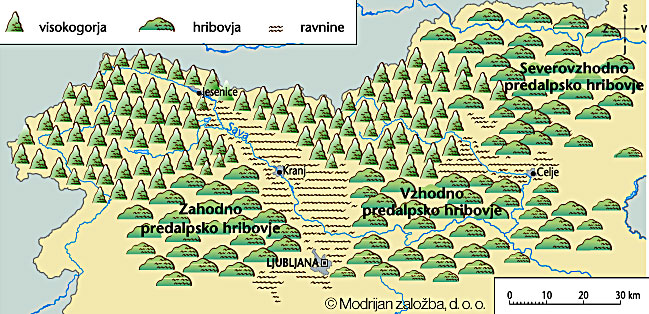 visokogorja
hribovja
ravnine
S
V
Severovzhodno
predalpsko hribovje
Jesenice
Sava
Kranj
Celje
Vzhodno
predalpsko hribovje
Zahodno
predalpsko hribovje
LJUBLJANA
© Modrijan založba, d. o. o.
0 10 20 30 km